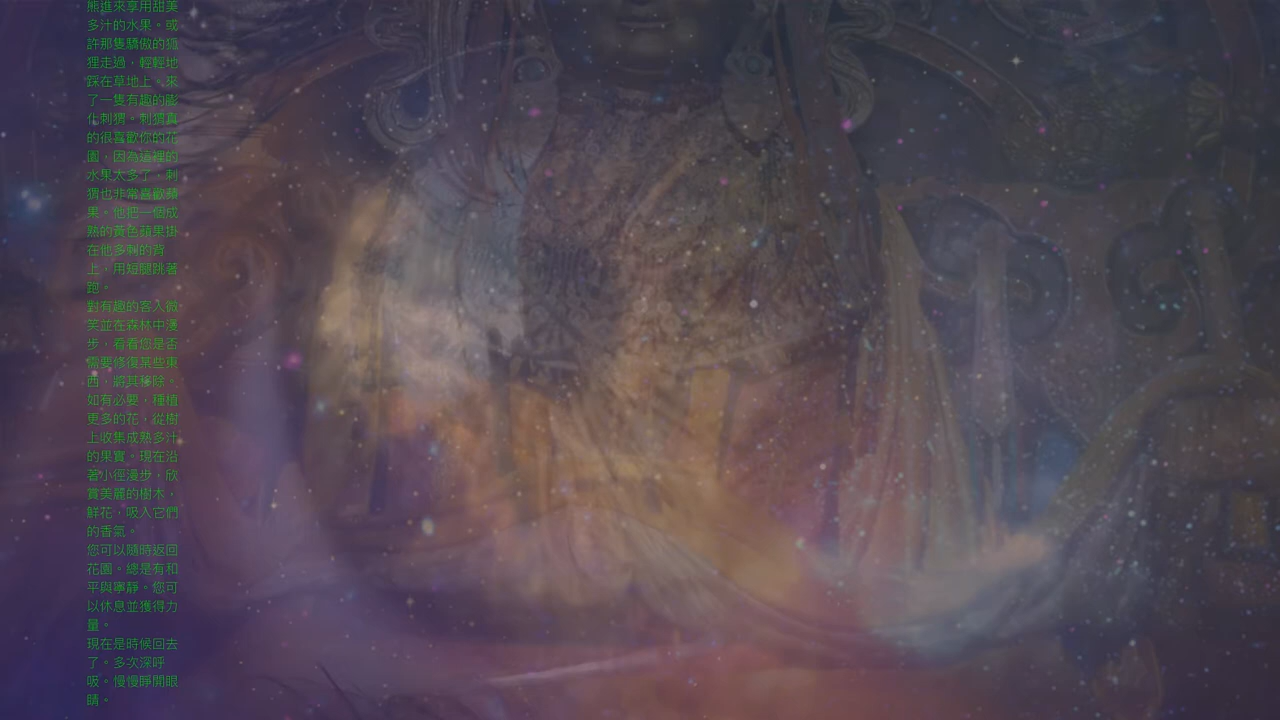 熊進來享用甜美
多汁的水果。或
許那隻驕傲的狐
狸走過，輕輕地
踩在草地上。來
了一隻有趣的膨
化刺猬。刺猬真
的很喜歡你的花
園，因為這裡的
水果太多了。刺
猬也非常喜歡蘋
果。他把一個成
熟的黃色蘋果掛
在他多刺的背
上，用短腿跳著
跑。
對有趣的客人微
笑並在森林中漫
步，看看您是否
需要修復某些東
西，將其移除。
如有必要，種植
更多的花，從樹
上收集成熟多汁
的果實。現在沿
著小徑漫步，欣
賞美麗的樹木，
鮮花，吸入它們
的香氣。
您可以隨時返回
花園。總是有和
平與寧靜。您可
以休息並獲得力
量。
現在是時候回去
了。多次深呼
吸。慢慢睜開眼
睛。